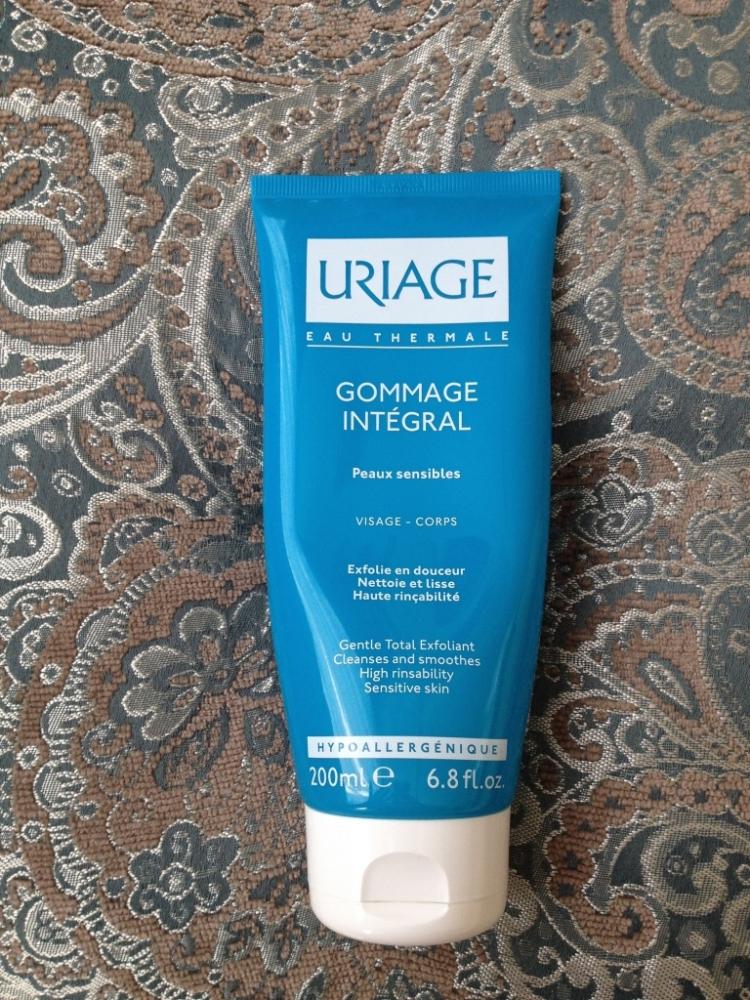 URIAGE
EAU THERMALE
GOMMAGE
INTÉGRAL
Peaux sensibles
VISAGE - CORPS
Exfolie en douceur
Nettoie et lisse
Haute rinçabilité
Gentle Total Exfoliant
Cleanses and smoothes
High rinsability
Sensitive skin
HYPOALLERGÉNIQUE
200ml ℮ 6.8 fl.oz.